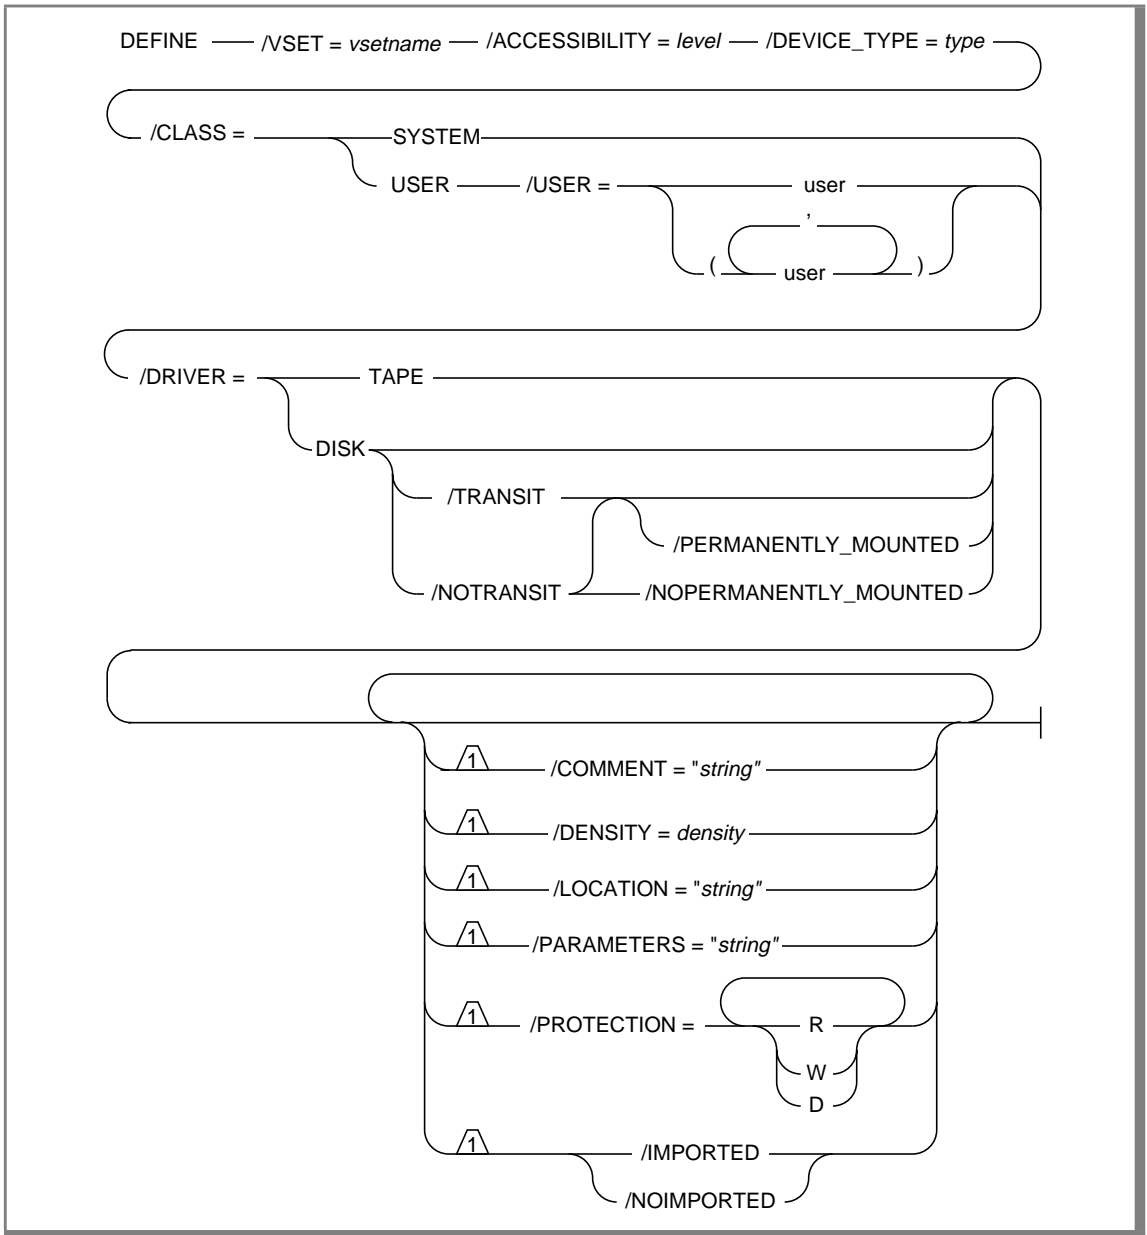 DEFINE /VSET = vsetname /ACCESSIBILITY = level /DEVICE_TYPE = type
/CLASS = SYSTEM
USER /USER = user
,
( user )
/DRIVER = TAPE
DISK
/TRANSIT
/PERMANENTLY_MOUNTED
/NOTRANSIT /NOPERMANENTLY_MOUNTED
1 /COMMENT = "string"
1 /DENSITY = density
1 /LOCATION = "string"
1 /PARAMETERS = "string"
1 /PROTECTION = R
W
D
1 /IMPORTED
/NOIMPORTED